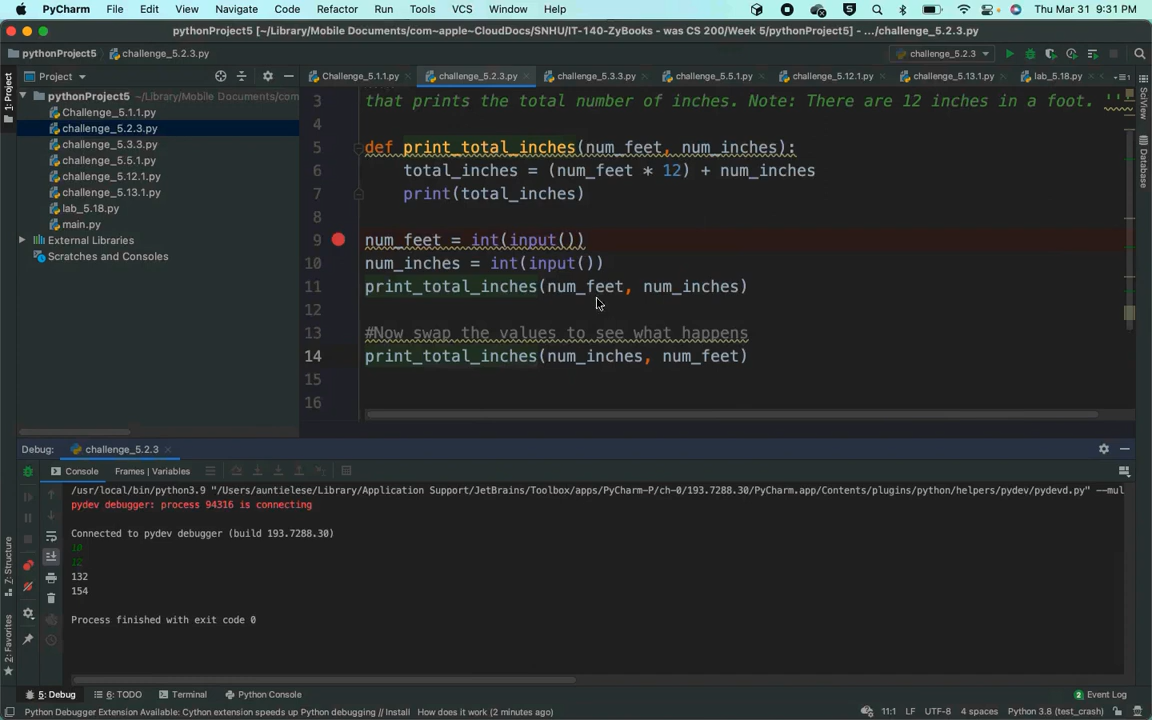 PyCharm File Edit View Navigate Code Refactor Run Tools VCS Window Help Thu Mar 31 9:31 PM
pythonProject5 [~/Library/Mobile Documents/com~apple~CloudDocs/SNHU/IT-140-ZyBooks - was CS 200/Week 5/pythonProject5] - .../challenge_5.2.3.py
pythonProject5 challenge_5.2.3.py challenge_5.2.3
Project Challenge_5.1.1.py challenge_5.2.3.py challenge_5.3.3.py challenge_5.5.1.py challenge_5.12.1.py challenge_5.13.1.py lab_5.18.py
1: Project
SciView
Database
pythonProject5 ~/Library/Mobile Documents/com
Challenge_5.1.1.py
challenge_5.2.3.py
challenge_5.3.3.py
challenge_5.5.1.py
challenge_5.12.1.py
challenge_5.13.1.py
lab_5.18.py
main.py
External Libraries
Scratches and Consoles
3 that prints the total number of inches. Note: There are 12 inches in a foot. '''
4
5 def print_total_inches(num_feet, num_inches):
6 total_inches = (num_feet * 12) + num_inches
7 print(total_inches)
8
9 num_feet = int(input())
10 num_inches = int(input())
11 print_total_inches(num_feet, num_inches)
12
13 #Now swap the values to see what happens
14 print_total_inches(num_inches, num_feet)
15
16
Debug: challenge_5.2.3
Console Frames | Variables
/usr/local/bin/python3.9 "/Users/auntielese/Library/Application Support/JetBrains/Toolbox/apps/PyCharm-P/ch-0/193.7288.30/PyCharm.app/Contents/plugins/python/helpers/pydev/pydevd.py" --mul
pydev debugger: process 94316 is connecting
Connected to pydev debugger (build 193.7288.30)
10
12
132
154
Process finished with exit code 0
Z: Structure
2: Favorites
5: Debug 6: TODO Terminal Python Console 2 Event Log
Python Debugger Extension Available: Cython extension speeds up Python debugging // Install How does it work (2 minutes ago) 11:1 LF UTF-8 4 spaces Python 3.8 (test_crash)